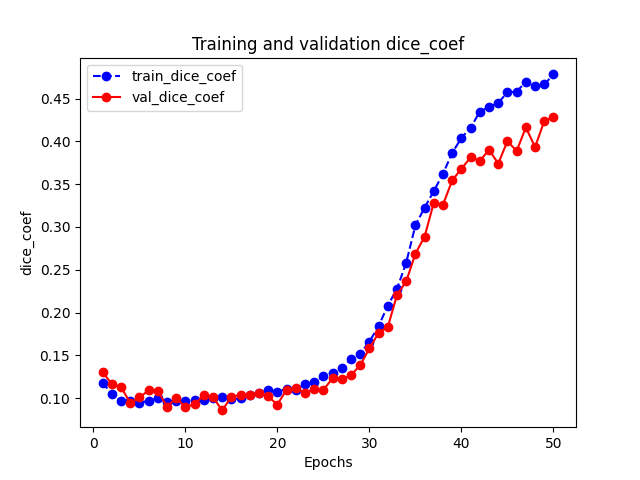 Training and validation dice_coef
train_dice_coef
val_dice_coef
dice_coef
0.45
0.40
0.35
0.30
0.25
0.20
0.15
0.10
0 10 20 30 40 50
Epochs